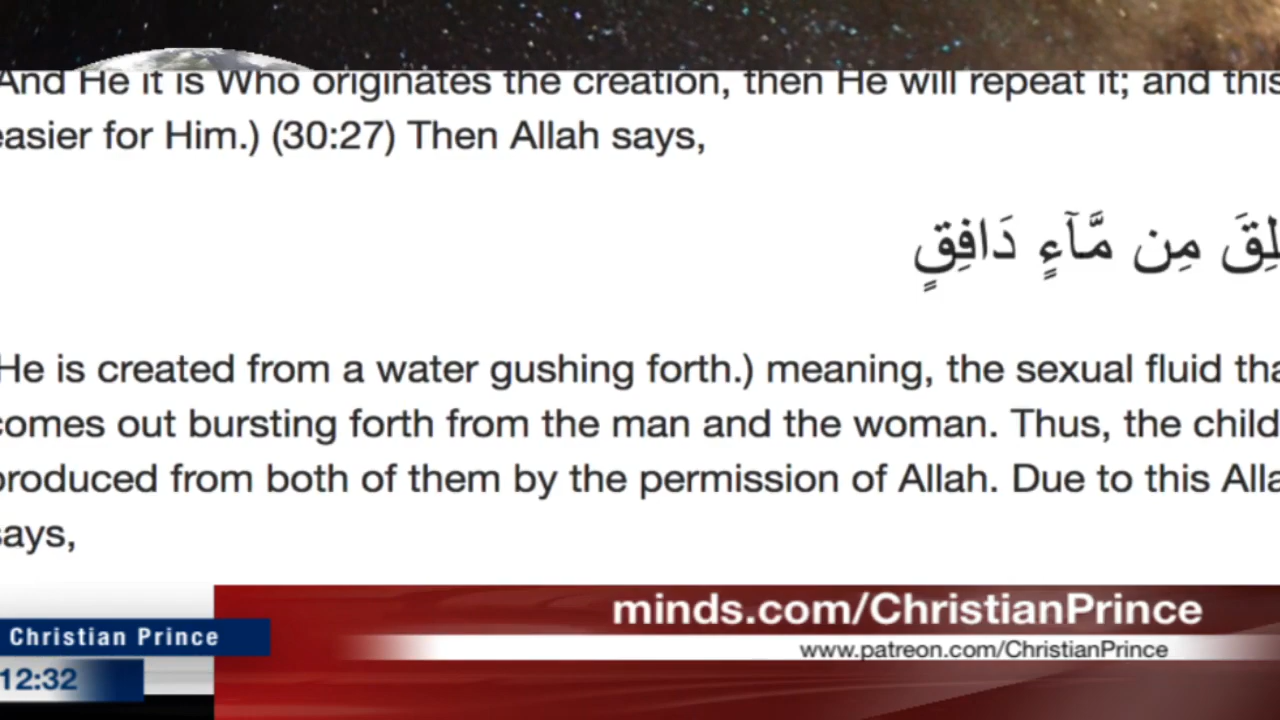 And He it is Who originates the creation, then He will repeat it; and this
easier for Him.) (30:27) Then Allah says,
لِقَ مِن مَّآءٍ دَافِقٍ
He is created from a water gushing forth.) meaning, the sexual fluid tha
comes out bursting forth from the man and the woman. Thus, the child
produced from both of them by the permission of Allah. Due to this Alla
says,
minds.com/ChristianPrince
Christian Prince
www.patreon.com/ChristianPrince
12:32